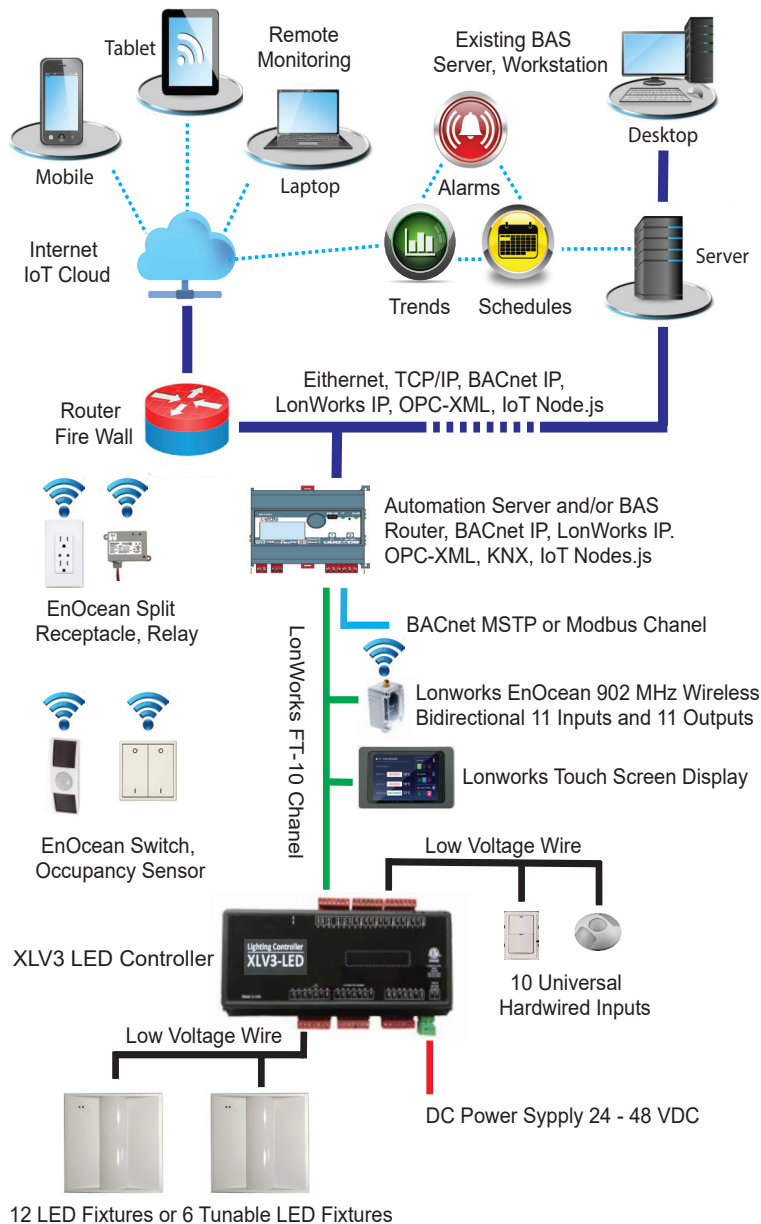 Tablet
Remote
Monitoring
Existing BAS
Server, Workstation
Mobile
Laptop
Alarms
Desktop
Internet
IoT Cloud
Trends
Schedules
Server
Eithernet, TCP/IP, BACnet IP,
LonWorks IP, OPC-XML, IoT Node.js
Router
Fire Wall
Automation Server and/or BAS
Router, BACnet IP, LonWorks IP.
OPC-XML, KNX, IoT Nodes.js
EnOcean Split
Receptacle, Relay
BACnet MSTP or Modbus Chanel
LonWorks FT-10 Chanel
Lonworks EnOcean 902 MHz Wireless
Bidirectional 11 Inputs and 11 Outputs
Lonworks Touch Screen Display
EnOcean Switch,
Occupancy Sensor
Low Voltage Wire
XLV3 LED Controller
Lighting Controller
XLV3-LED
10 Universal
Hardwired Inputs
Low Voltage Wire
DC Power Sypply 24 - 48 VDC
12 LED Fixtures or 6 Tunable LED Fixtures